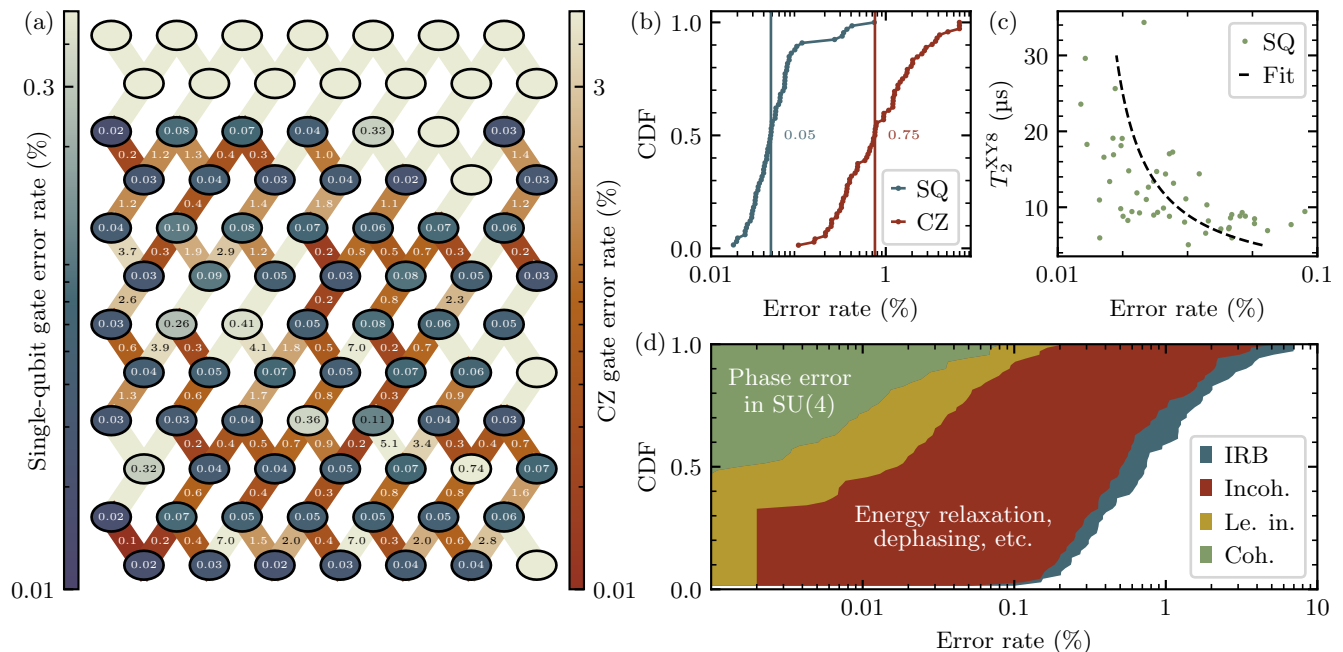 (a)
Single-qubit gate error rate (%)
0.3
0.01
0.02 0.08 0.07 0.04 0.33 0.03
0.2 1.2 1.3 0.4 0.3 1.0 1.4
0.03 0.04 0.04 0.02
1.2 0.4 1.4 1.8 1.1 1.2
0.04 0.10 0.08 0.07 0.06 0.07 0.06
3.7 0.3 1.9 2.9 1.2 0.2 0.8 0.5 0.7 0.3 0.2
0.03 0.09 0.05 0.03 0.08 0.05 0.03
2.6 0.2 0.8 2.3
0.03 0.26 0.41 0.05 0.08 0.06 0.05
0.6 3.9 0.3 4.1 1.8 0.5 7.0 0.2 0.7
0.04 0.05 0.07 0.05 0.07 0.06
1.3 0.6 1.7 0.8 0.3 0.9
0.03 0.03 0.04 0.36 0.11 0.04 0.03
0.2 0.4 0.5 0.7 0.9 0.2 5.1 3.4 0.3 0.4 0.7
0.32 0.04 0.04 0.05 0.07 0.74 0.07
0.6 0.4 0.3 0.8 0.8 1.6
0.02 0.07 0.05 0.05 0.05 0.05 0.06
0.1 0.2 0.4 7.0 1.5 2.0 0.4 7.0 0.3 2.0 0.6 2.8
0.02 0.03 0.02 0.03 0.04 0.04
3
0.01
CZ gate error rate (%)
(b)
CDF
1.0
0.5
0.0
0.05
0.75
SQ
CZ
0.01 0.1 1
Error rate (%)
(c)
T₂^XY8 (µs)
30
20
10
SQ
Fit
0.01 0.1
Error rate (%)
(d)
CDF
1.0
0.5
0.0
Phase error
in SU(4)
Energy relaxation,
dephasing, etc.
IRB
Incoh.
Le. in.
Coh.
0.01 0.1 1 10
Error rate (%)